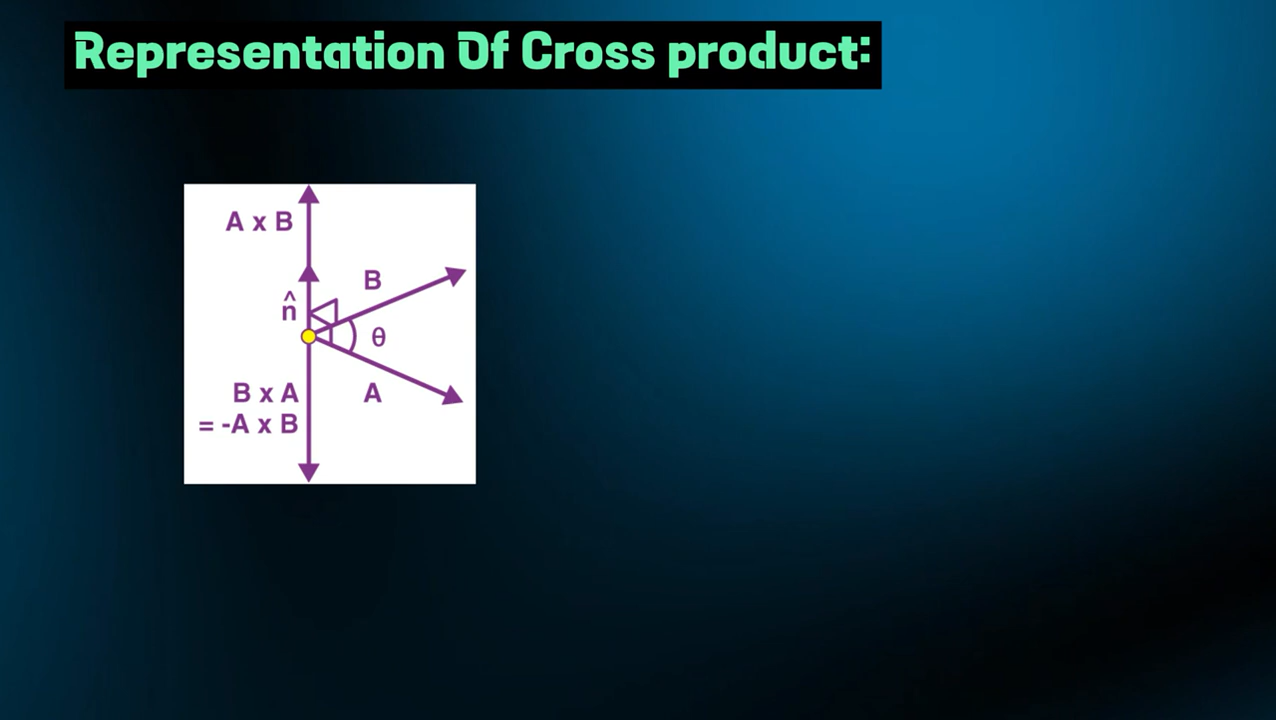 Representation Of Cross product:
A x B
B
n̂
θ
B x A
A
= -A x B